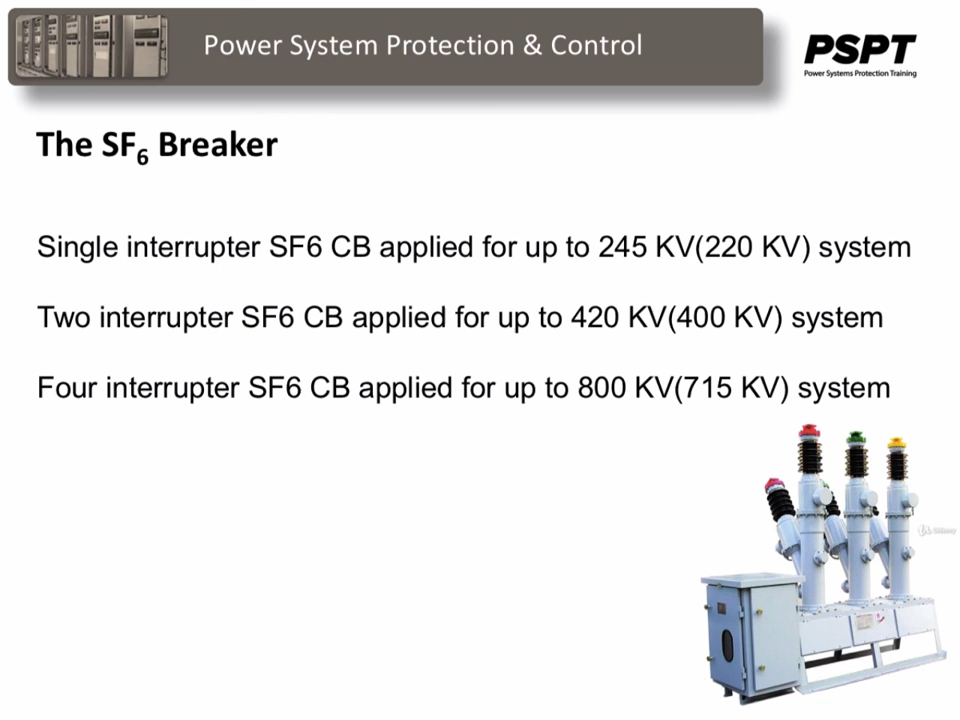 Power System Protection & Control
PSPT
Power Systems Protection Training
The SF₆ Breaker
Single interrupter SF6 CB applied for up to 245 KV(220 KV) system
Two interrupter SF6 CB applied for up to 420 KV(400 KV) system
Four interrupter SF6 CB applied for up to 800 KV(715 KV) system